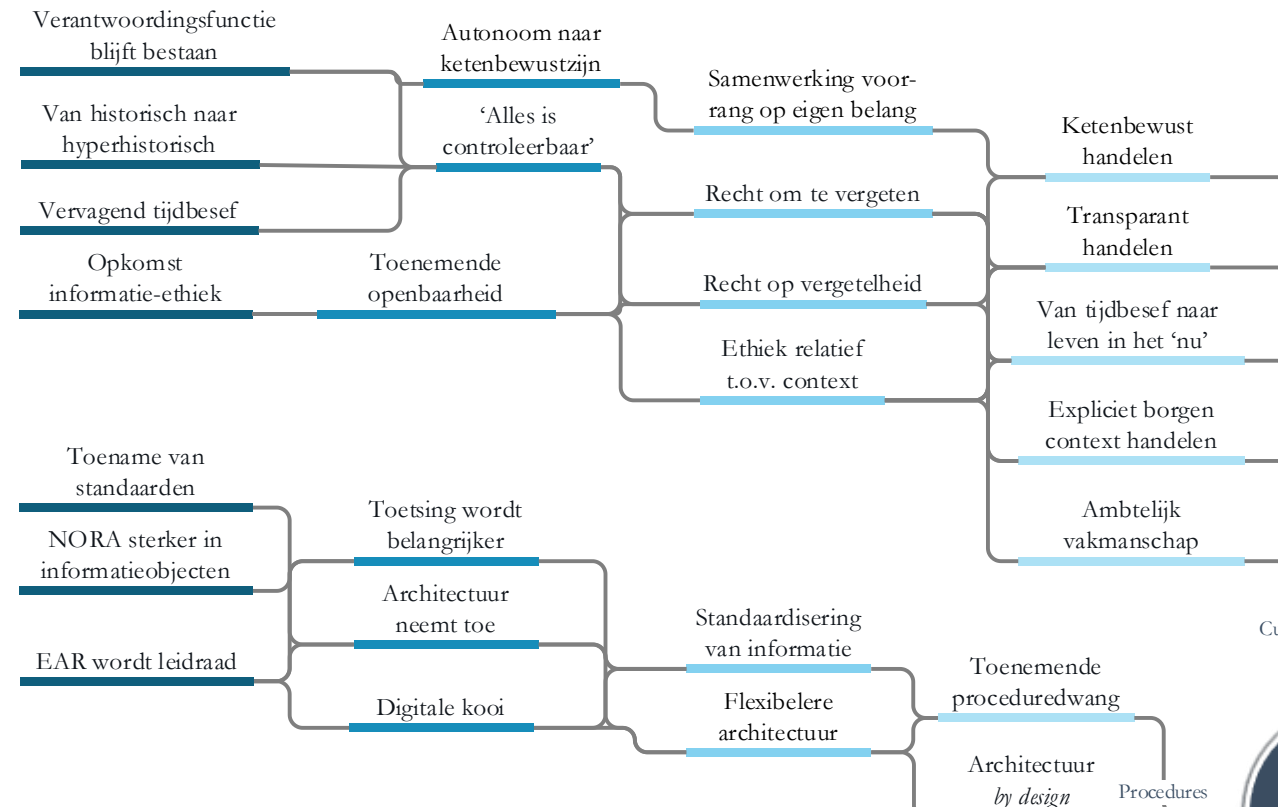 Verantwoordingsfunctie
blijft bestaan
Van historisch naar
hyperhistorisch
Vervagend tijdbesef
Opkomst
informatie-ethiek
Autonoom naar
ketenbewustzijn
‘Alles is
controleerbaar’
Toenemende
openbaarheid
Samenwerking voor-
rang op eigen belang
Recht om te vergeten
Recht op vergetelheid
Ethiek relatief
t.o.v. context
Ketenbewust
handelen
Transparant
handelen
Van tijdbesef naar
leven in het ‘nu’
Expliciet borgen
context handelen
Ambtelijk
vakmanschap
Toename van
standaarden
NORA sterker in
informatieobjecten
EAR wordt leidraad
Toetsing wordt
belangrijker
Architectuur
neemt toe
Digitale kooi
Standaardisering
van informatie
Flexibelere
architectuur
Toenemende
proceduredwang
Architectuur
by design
Procedures